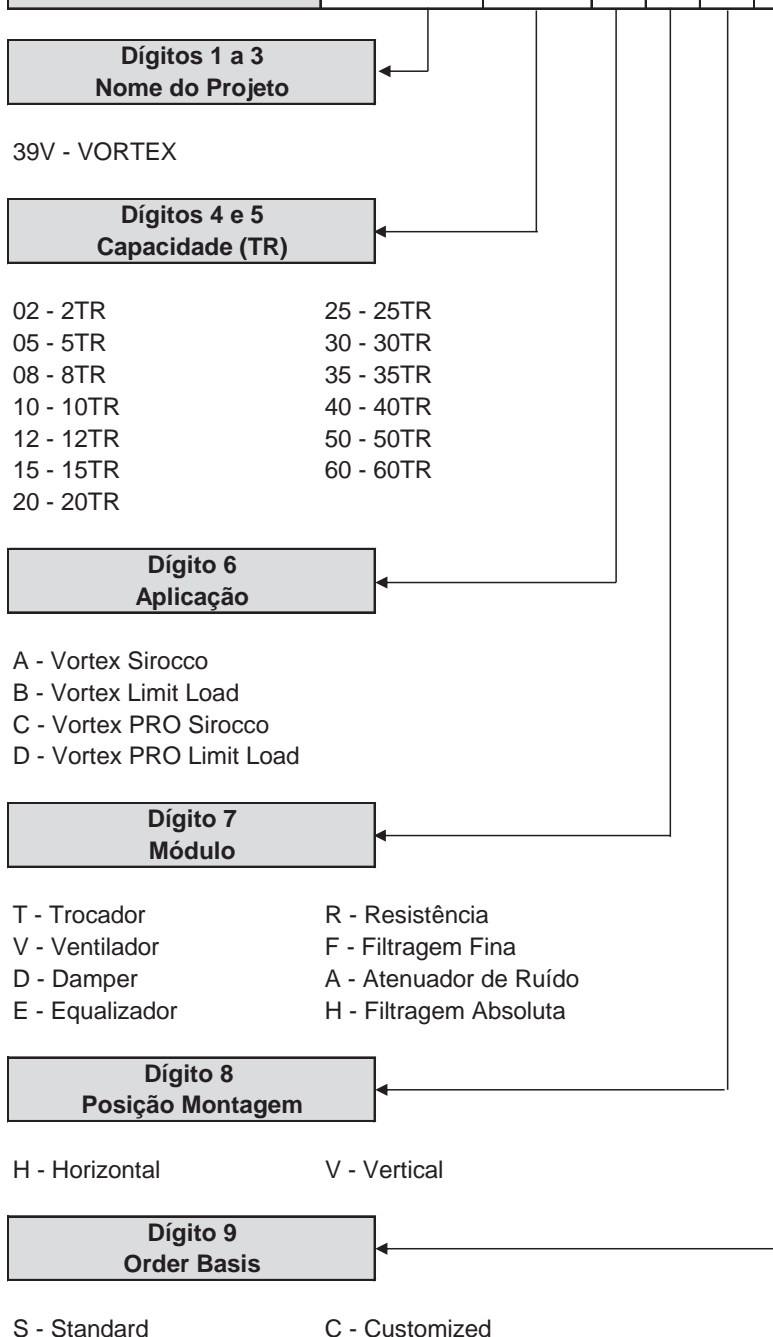 Dígitos 1 a 3
Nome do Projeto
39V - VORTEX
Dígitos 4 e 5
Capacidade (TR)
02 - 2TR 25 - 25TR
05 - 5TR 30 - 30TR
08 - 8TR 35 - 35TR
10 - 10TR 40 - 40TR
12 - 12TR 50 - 50TR
15 - 15TR 60 - 60TR
20 - 20TR
Dígito 6
Aplicação
A - Vortex Sirocco
B - Vortex Limit Load
C - Vortex PRO Sirocco
D - Vortex PRO Limit Load
Dígito 7
Módulo
T - Trocador R - Resistência
V - Ventilador F - Filtragem Fina
D - Damper A - Atenuador de Ruído
E - Equalizador H - Filtragem Absoluta
Dígito 8
Posição Montagem
H - Horizontal V - Vertical
Dígito 9
Order Basis
S - Standard C - Customized